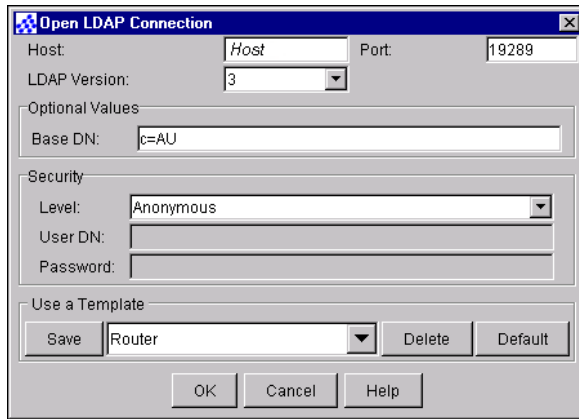 Open LDAP Connection
Host: Host Port: 19289
LDAP Version: 3
Optional Values
Base DN: c=AU
Security
Level: Anonymous
User DN:
Password:
Use a Template
Save Router Delete Default
OK Cancel Help